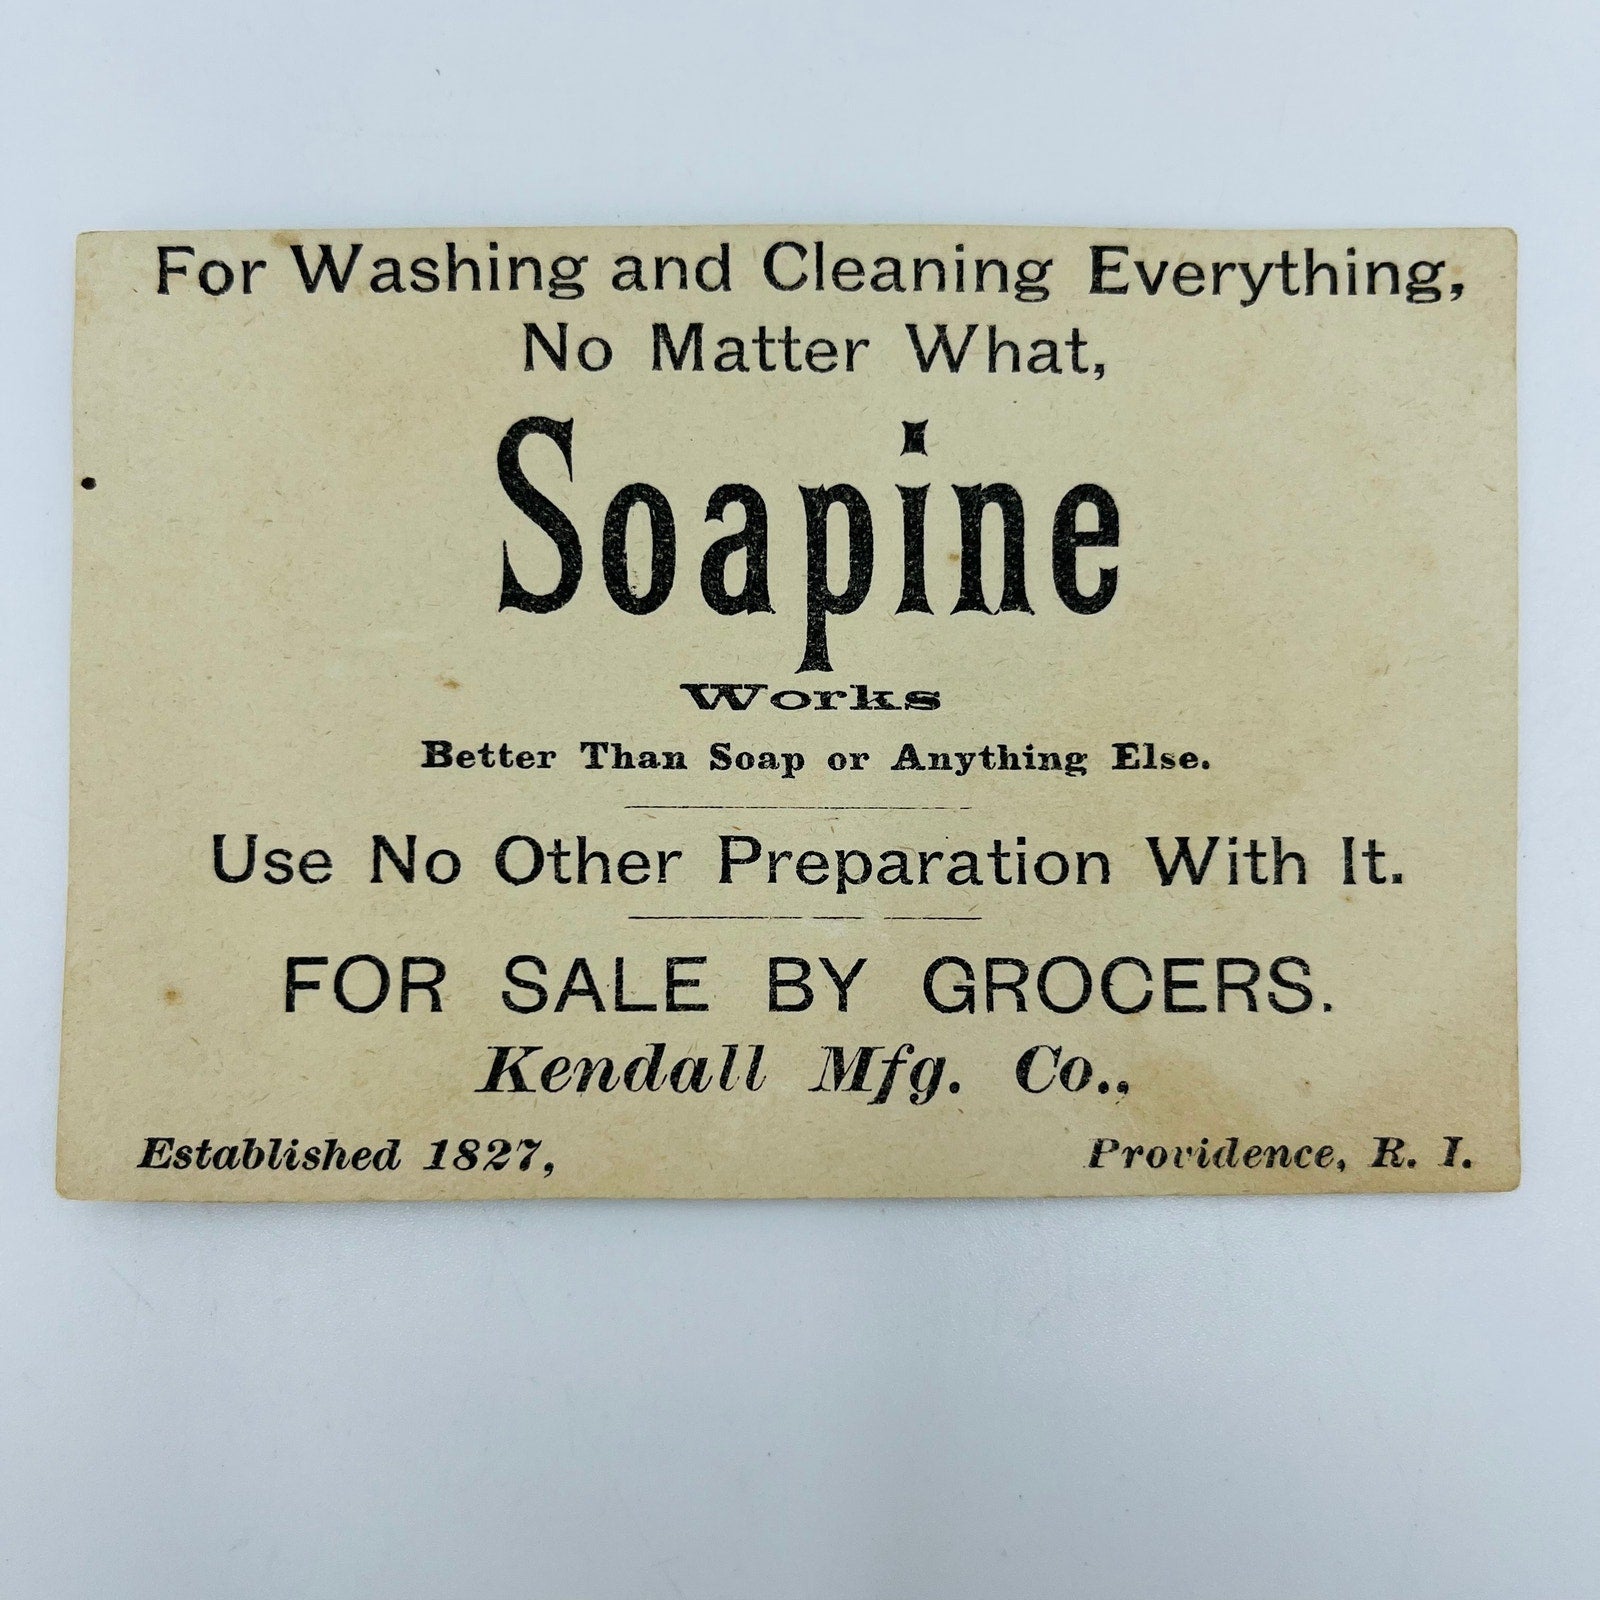 For Washing and Cleaning Everything,
No Matter What,
Soapine
Works
Better Than Soap or Anything Else.
Use No Other Preparation With It.
FOR SALE BY GROCERS.
Kendall Mfg. Co.,
Established 1827,
Providence, R. I.